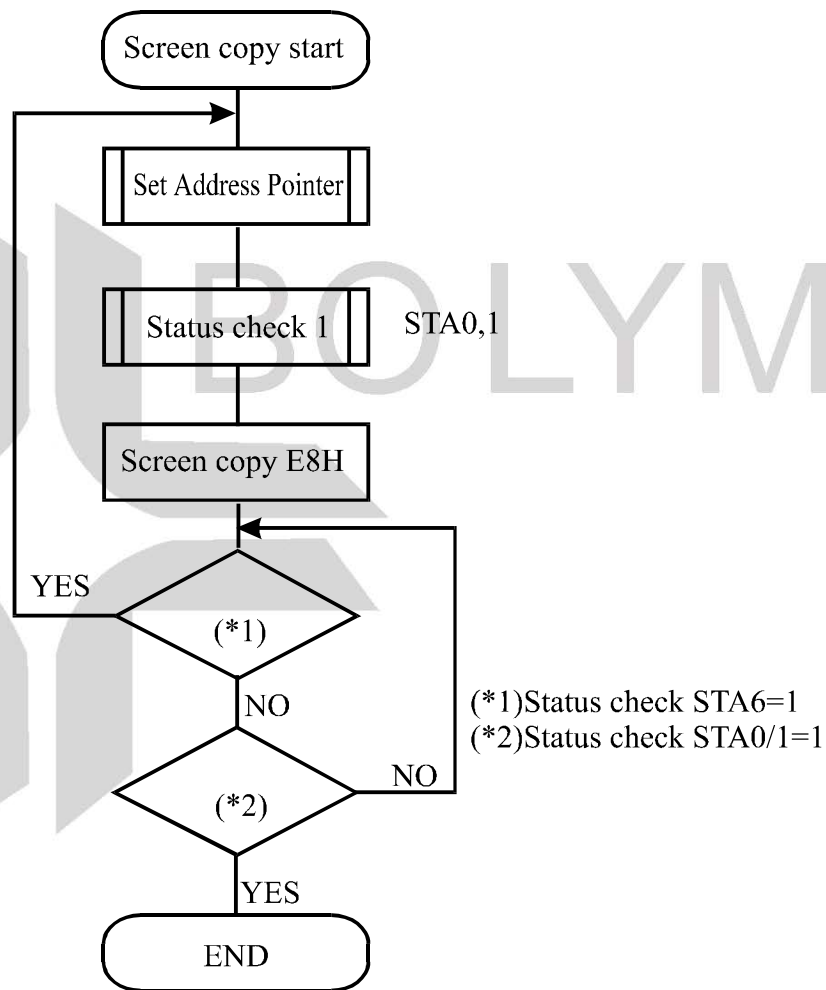 Screen copy start
Set Address Pointer
BOLYM
Status check 1
STA0,1
Screen copy E8H
YES
(*1)
NO
(*1)Status check STA6=1
(*2)Status check STA0/1=1
NO
(*2)
YES
END